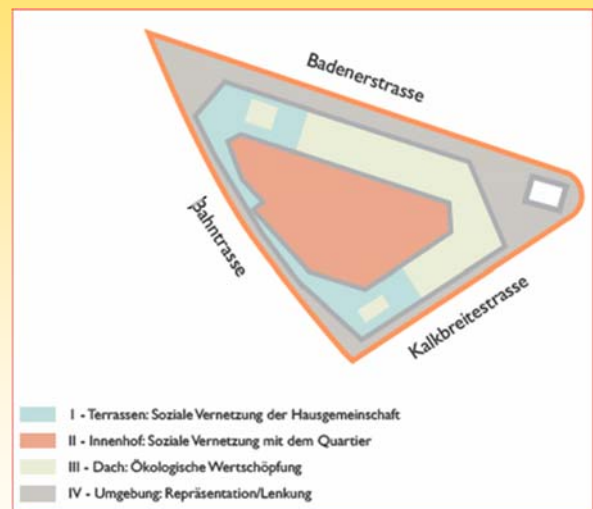 Badenerstrasse
Bahntrasse
Kalkbreitestrasse
I - Terrassen: Soziale Vernetzung der Hausgemeinschaft
II - Innenhof: Soziale Vernetzung mit dem Quartier
III - Dach: Ökologische Wertschöpfung
IV - Umgebung: Repräsentation/Lenkung